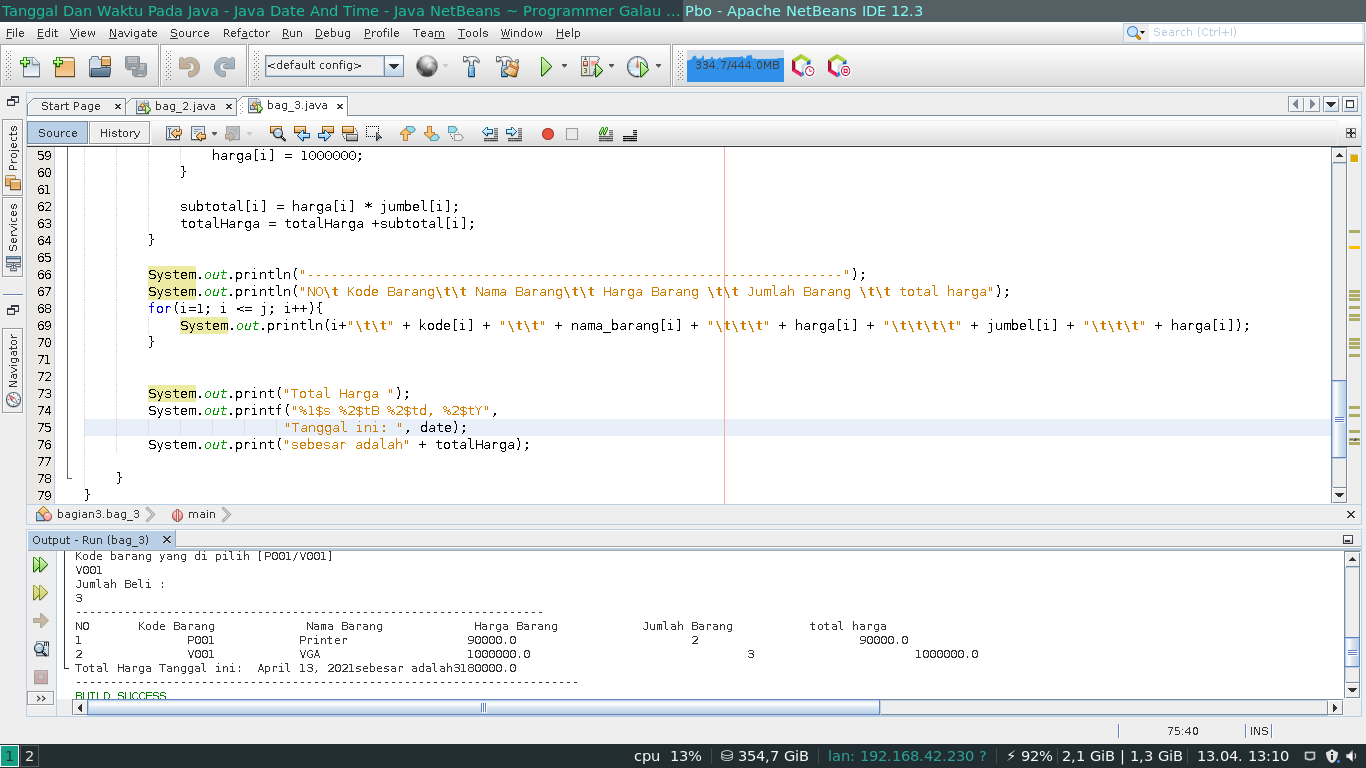 Tanggal Dan Waktu Pada Java - Java Date And Time - Java NetBeans ~ Programmer Galau ... Pbo - Apache NetBeans IDE 12.3
File Edit View Navigate Source Refactor Run Debug Profile Team Tools Window Help
Search (Ctrl+I)
<default config>
334.7/444.0MB
Start Page bag_2.java bag_3.java
Source History
Projects
Services
Navigator
59 harga[i] = 1000000;
60 }
61
62 subtotal[i] = harga[i] * jumbel[i];
63 totalHarga = totalHarga +subtotal[i];
64 }
65
66 System.out.println("-------------------------------------------------------------------");
67 System.out.println("NO\t Kode Barang\t\t Nama Barang\t\t Harga Barang \t\t Jumlah Barang \t\t total harga");
68 for(i=1; i <= j; i++){
69 System.out.println(i+"\t\t" + kode[i] + "\t\t" + nama_barang[i] + "\t\t\t" + harga[i] + "\t\t\t\t" + jumbel[i] + "\t\t\t" + harga[i]);
70 }
71
72
73 System.out.print("Total Harga ");
74 System.out.printf("%1$s %2$tB %2$td, %2$tY",
75 "Tanggal ini: ", date);
76 System.out.print("sebesar adalah" + totalHarga);
77
78 }
79 }
bagian3.bag_3 main
Output - Run (bag_3)
Kode barang yang di pilih [P001/V001]
V001
Jumlah Beli :
3
-------------------------------------------------------------------
NO Kode Barang Nama Barang Harga Barang Jumlah Barang total harga
1 P001 Printer 90000.0 2 90000.0
2 V001 VGA 1000000.0 3 1000000.0
Total Harga Tanggal ini:  April 13, 2021sebesar adalah3180000.0
------------------------------------------------------------------------
BUILD SUCCESS
75:40 INS
1 2 cpu 13% 354,7 GiB lan: 192.168.42.230 ? 92% 2,1 GiB | 1,3 GiB 13.04. 13:10